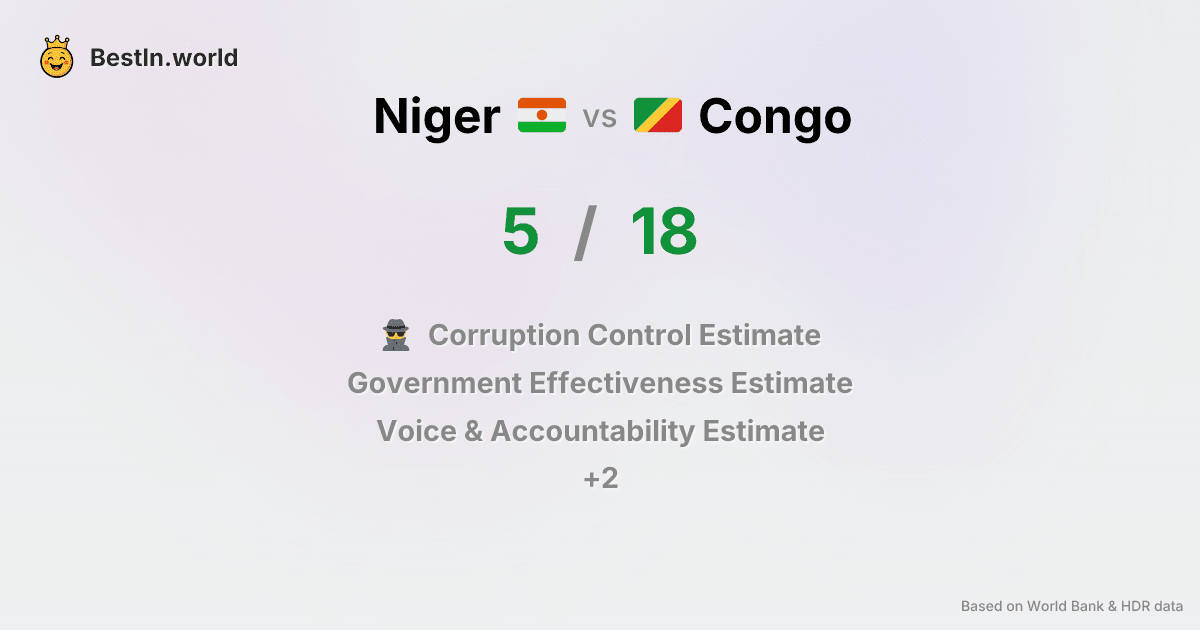 BestIn.world
Niger vs Congo
5 / 18
Corruption Control Estimate
Government Effectiveness Estimate
Voice & Accountability Estimate
+2
Based on World Bank & HDR data